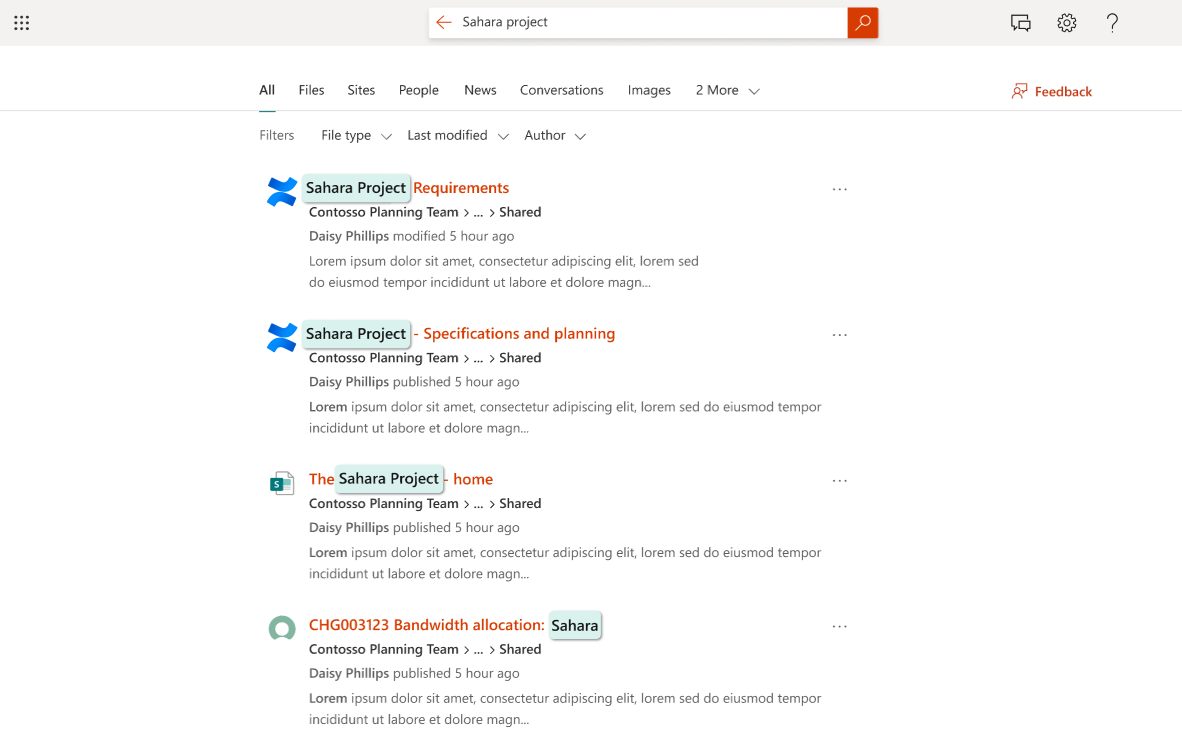 Sahara project
All Files Sites People News Conversations Images 2 More
Feedback
Filters File type Last modified Author
Sahara Project Requirements
Contosso Planning Team > ... > Shared
Daisy Phillips modified 5 hour ago
Lorem ipsum dolor sit amet, consectetur adipiscing elit, lorem sed
do eiusmod tempor incididunt ut labore et dolore magn...
Sahara Project - Specifications and planning
Contosso Planning Team > ... > Shared
Daisy Phillips published 5 hour ago
Lorem ipsum dolor sit amet, consectetur adipiscing elit, lorem sed do eiusmod tempor
incididunt ut labore et dolore magn...
S
The Sahara Project - home
Contosso Planning Team > ... > Shared
Daisy Phillips published 5 hour ago
Lorem ipsum dolor sit amet, consectetur adipiscing elit, lorem sed do eiusmod tempor
incididunt ut labore et dolore magn...
CHG003123 Bandwidth allocation: Sahara
Contosso Planning Team > ... > Shared
Daisy Phillips published 5 hour ago
Lorem ipsum dolor sit amet, consectetur adipiscing elit, lorem sed do eiusmod tempor
incididunt ut labore et dolore magn...